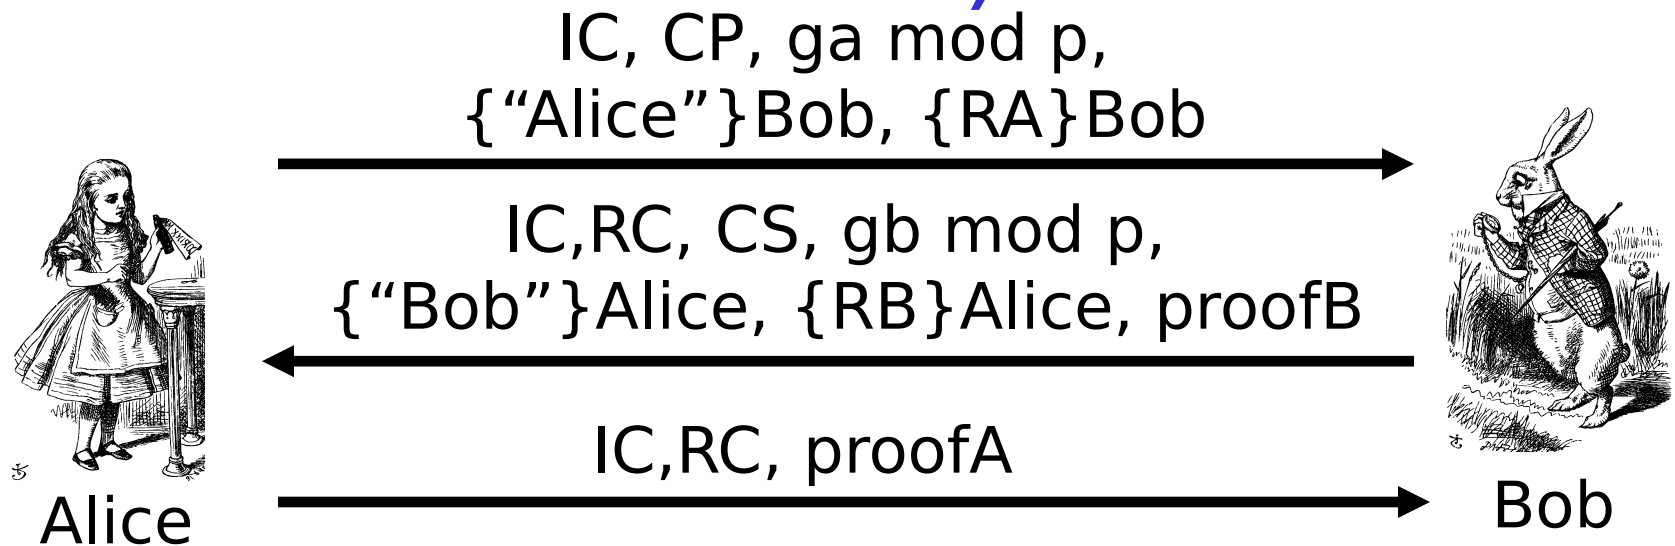 IC, CP, ga mod p,
{“Alice”}Bob, {RA}Bob
IC,RC, CS, gb mod p,
{“Bob”}Alice, {RB}Alice, proofB
IC,RC, proofA
Alice
Bob